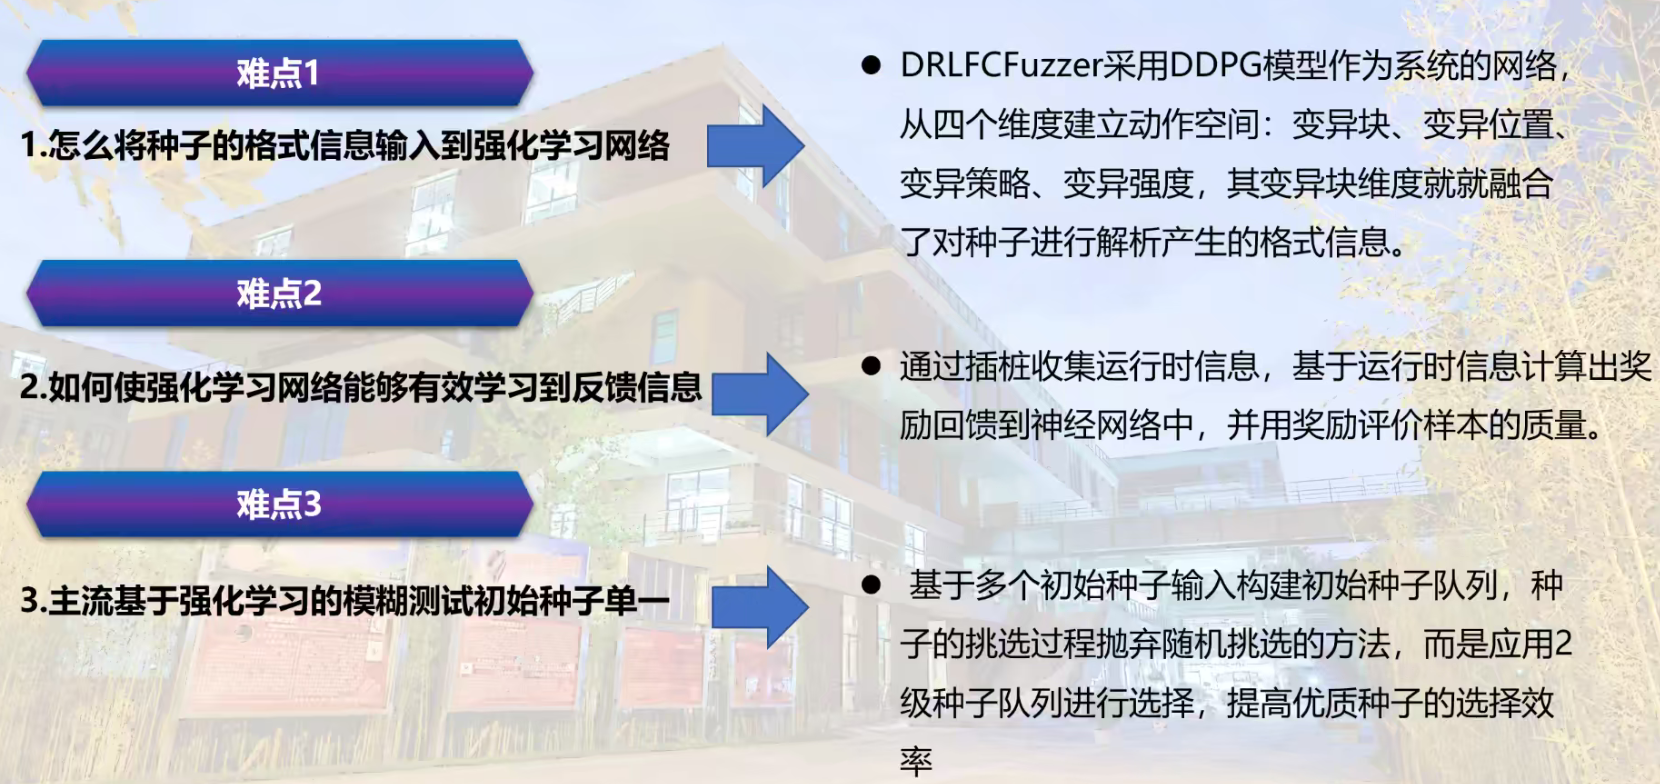 难点1
1.怎么将种子的格式信息输入到强化学习网络
● DRLFCFuzzer采用DDPG模型作为系统的网络，
从四个维度建立动作空间：变异块、变异位置、
变异策略、变异强度，其变异块维度就就融合
了对种子进行解析产生的格式信息。
难点2
2.如何使强化学习网络能够有效学习到反馈信息
● 通过插桩收集运行时信息，基于运行时信息计算出奖
励回馈到神经网络中，并用奖励评价样本的质量。
难点3
3.主流基于强化学习的模糊测试初始种子单一
● 基于多个初始种子输入构建初始种子队列，种
子的挑选过程抛弃随机挑选的方法，而是应用2
级种子队列进行选择，提高优质种子的选择效
率